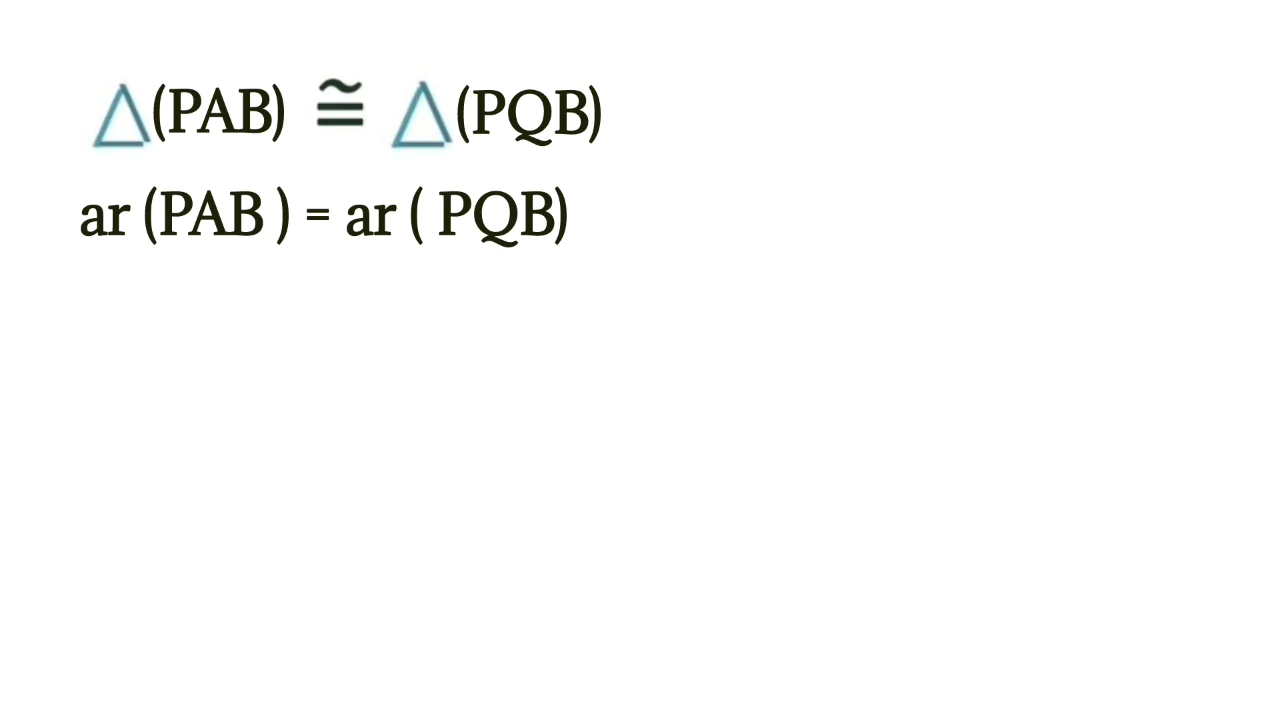 △(PAB) ≅ △(PQB)
ar (PAB ) = ar ( PQB)